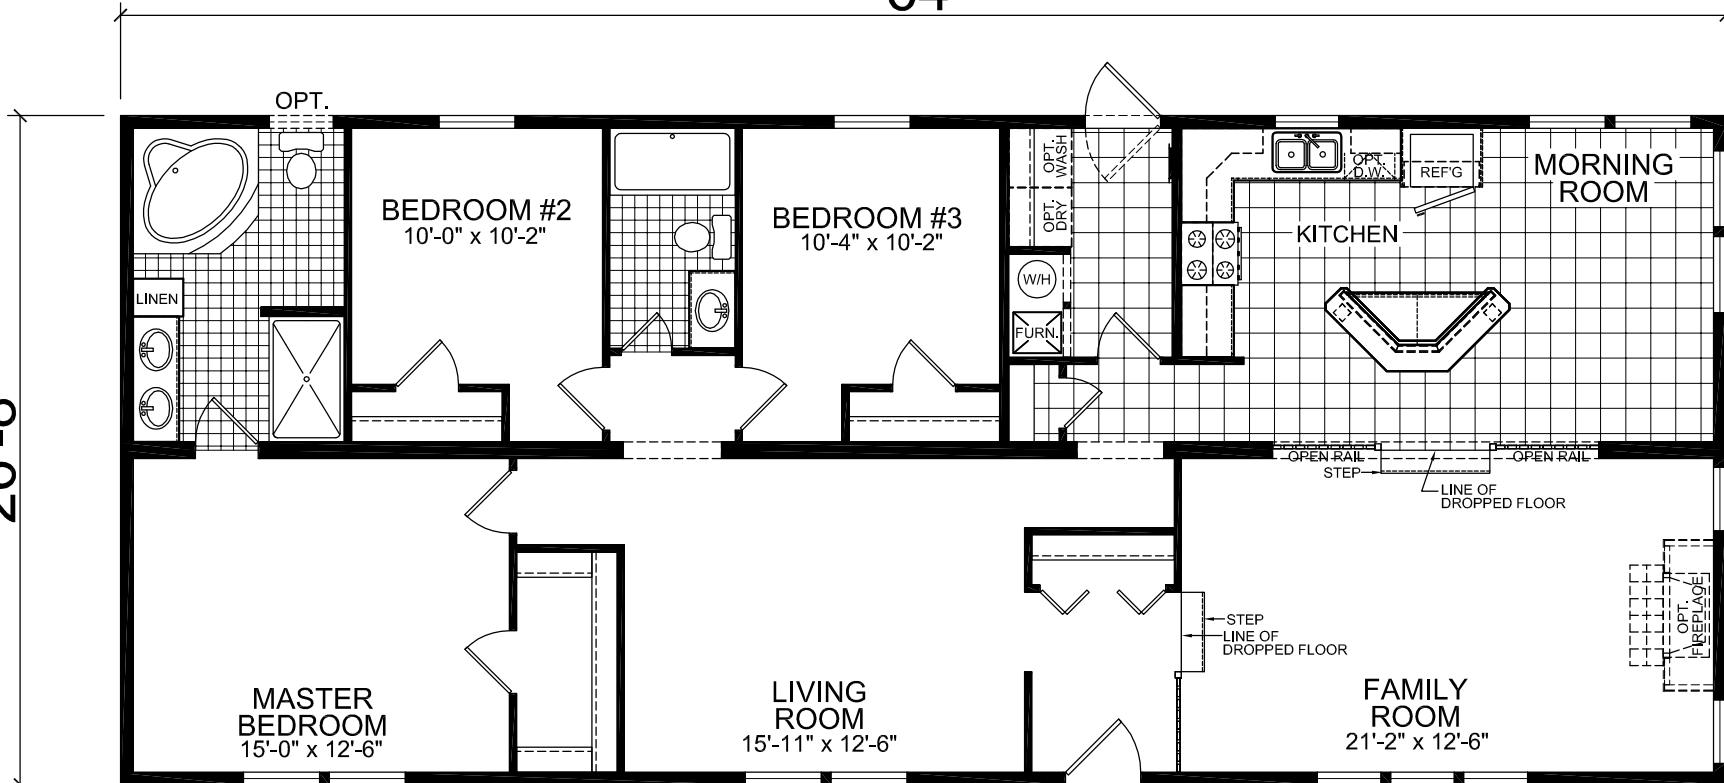 OPT.
BEDROOM #2
10'-0" x 10'-2"
BEDROOM #3
10'-4" x 10'-2"
OPT.
WASH
OPT.
DRY
W/H
FURN.
OPT.
D.W.
REF'G
MORNING
ROOM
KITCHEN
LINEN
OPEN RAIL
OPEN RAIL
STEP
LINE OF
DROPPED FLOOR
STEP
LINE OF
DROPPED FLOOR
OPT.
FIREPLACE
MASTER
BEDROOM
15'-0" x 12'-6"
LIVING
ROOM
15'-11" x 12'-6"
FAMILY
ROOM
21'-2" x 12'-6"